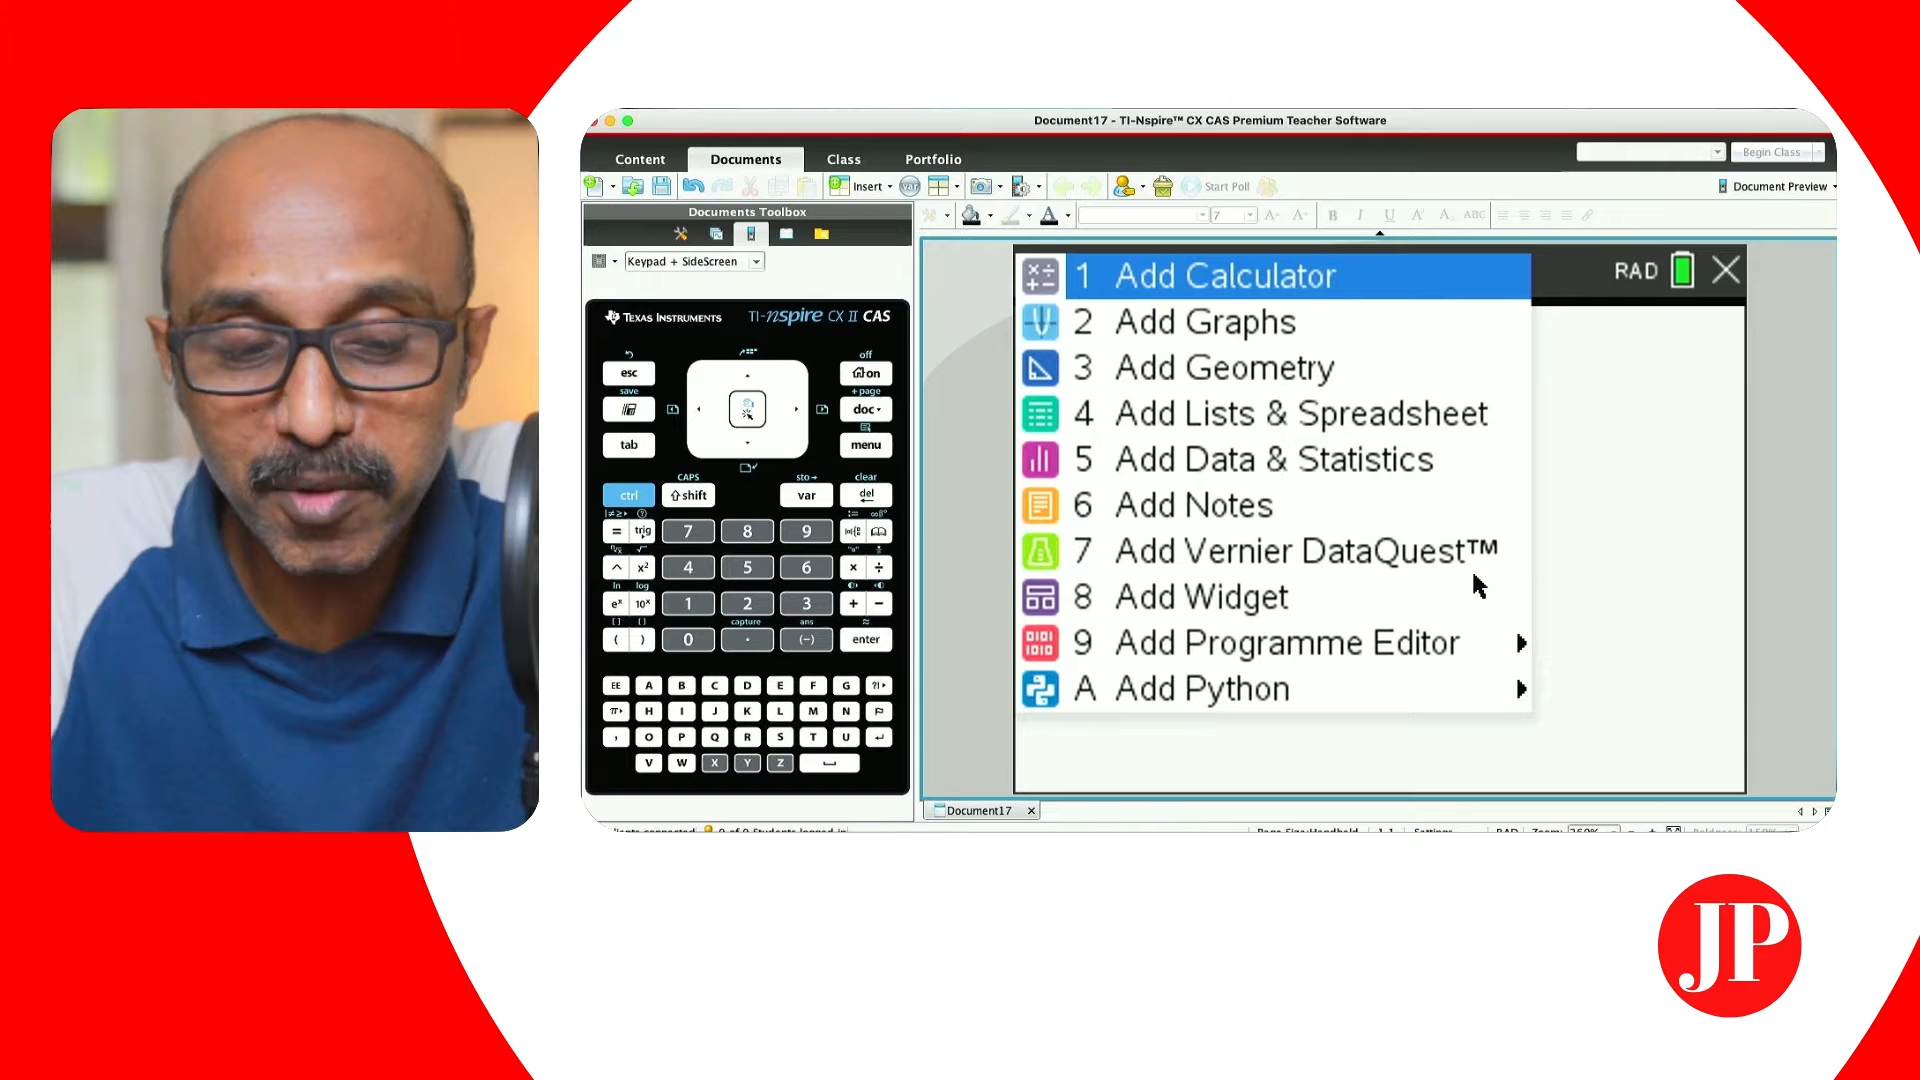 Document17 - TI-Nspire™ CX CAS Premium Teacher Software
Content Documents Class Portfolio
Begin Class
Insert
Start Poll
Document Preview
Documents Toolbox
7
B I U A A ABC
Keypad + SideScreen
TEXAS INSTRUMENTS TI-nspire CX II CAS
off
esc
on
save
+ page
doc
tab
menu
CAPS sto→ clear
ctrl shift var del
= trig 7 8 9
^ x² 4 5 6 × ÷
ln log
eˣ 10ˣ 1 2 3 + −
[ ] { } capture ans ≈
( ) 0 . (−) enter
EE A B C D E F G ?!
π H I J K L M N
, O P Q R S T U
V W X Y Z
1 Add Calculator
2 Add Graphs
3 Add Geometry
4 Add Lists & Spreadsheet
5 Add Data & Statistics
6 Add Notes
7 Add Vernier DataQuest™
8 Add Widget
9 Add Programme Editor
A Add Python
RAD
Document17
JP